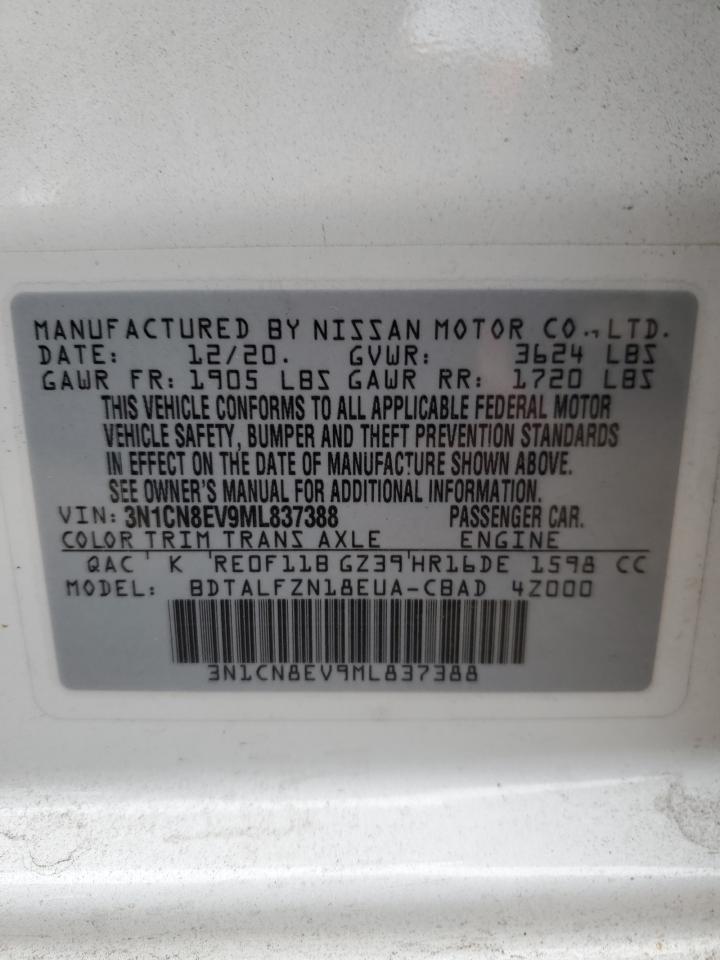 MANUFACTURED BY NISSAN MOTOR CO., LTD.
DATE: 12/20. GVWR: 3624 LBS
GAWR FR: 1905 LBS GAWR RR: 1720 LBS
THIS VEHICLE CONFORMS TO ALL APPLICABLE FEDERAL MOTOR
VEHICLE SAFETY, BUMPER AND THEFT PREVENTION STANDARDS
IN EFFECT ON THE DATE OF MANUFACTURE SHOWN ABOVE.
SEE OWNER'S MANUAL FOR ADDITIONAL INFORMATION.
VIN: 3N1CN8EV9ML837388 PASSENGER CAR.
COLOR TRIM TRANS AXLE ENGINE
QAC ' K ' RE0F11B GZ39 ' HR16DE 1598 CC
MODEL: BDTALFZN18EUA-CBAD 4Z000
3N1CN8EV9ML837388